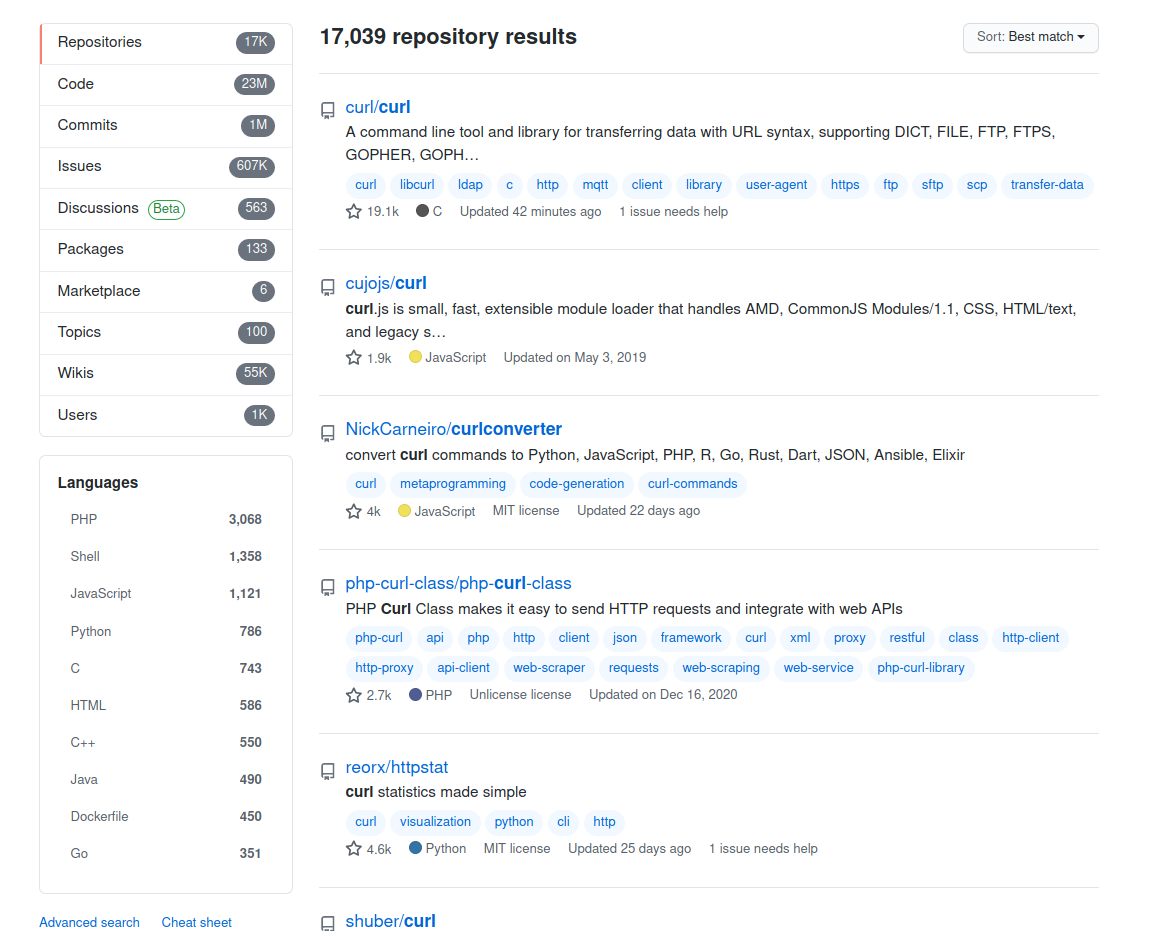 Repositories 17K
Code 23M
Commits 1M
Issues 607K
Discussions Beta 563
Packages 133
Marketplace 6
Topics 100
Wikis 55K
Users 1K
Languages
PHP 3,068
Shell 1,358
JavaScript 1,121
Python 786
C 743
HTML 586
C++ 550
Java 490
Dockerfile 450
Go 351
Advanced search Cheat sheet
17,039 repository results
Sort: Best match
curl/curl
A command line tool and library for transferring data with URL syntax, supporting DICT, FILE, FTP, FTPS,
GOPHER, GOPH…
curl libcurl ldap c http mqtt client library user-agent https ftp sftp scp transfer-data
19.1k C Updated 42 minutes ago 1 issue needs help
cujojs/curl
curl.js is small, fast, extensible module loader that handles AMD, CommonJS Modules/1.1, CSS, HTML/text,
and legacy s…
1.9k JavaScript Updated on May 3, 2019
NickCarneiro/curlconverter
convert curl commands to Python, JavaScript, PHP, R, Go, Rust, Dart, JSON, Ansible, Elixir
curl metaprogramming code-generation curl-commands
4k JavaScript MIT license Updated 22 days ago
php-curl-class/php-curl-class
PHP Curl Class makes it easy to send HTTP requests and integrate with web APIs
php-curl api php http client json framework curl xml proxy restful class http-client
http-proxy api-client web-scraper requests web-scraping web-service php-curl-library
2.7k PHP Unlicense license Updated on Dec 16, 2020
reorx/httpstat
curl statistics made simple
curl visualization python cli http
4.6k Python MIT license Updated 25 days ago 1 issue needs help
shuber/curl